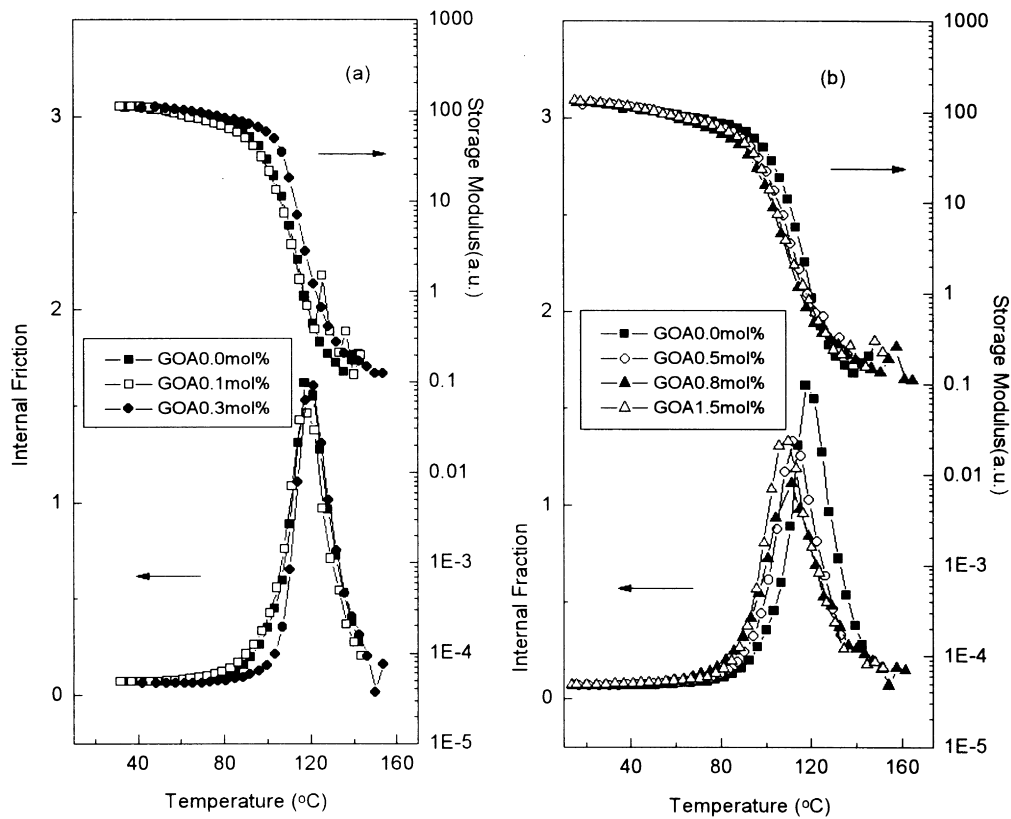 (a)
Internal Friction
3
2
1
0
1000
100
10
1
0.1
0.01
1E-3
1E-4
1E-5
Storage Modulus(a.u.)
GOA0.0mol%
GOA0.1mol%
GOA0.3mol%
40
80
120
160
Temperature (ºC)
(b)
Internal Fraction
3
2
1
0
1000
100
10
1
0.1
0.01
1E-3
1E-4
1E-5
Storage Modulus(a.u.)
GOA0.0mol%
GOA0.5mol%
GOA0.8mol%
GOA1.5mol%
40
80
120
160
Temperature (ºC)